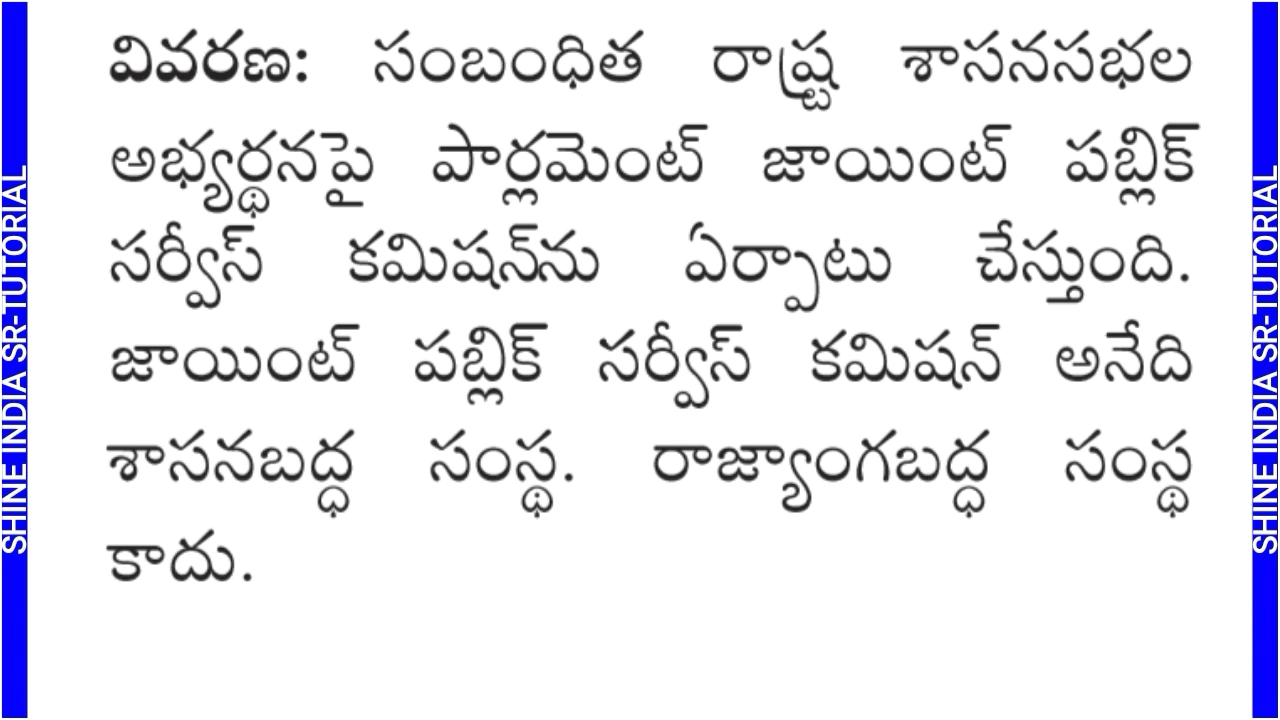 SHINE INDIA SR-TUTORIAL
వివరణ: సంబంధిత రాష్ట్ర శాసనసభల
అభ్యర్థనపై పార్లమెంట్ జాయింట్ పబ్లిక్
సర్వీస్ కమిషన్‌ను ఏర్పాటు చేస్తుంది.
జాయింట్ పబ్లిక్ సర్వీస్ కమిషన్ అనేది
శాసనబద్ధ సంస్థ. రాజ్యాంగబద్ధ సంస్థ
కాదు.
SHINE INDIA SR-TUTORIAL